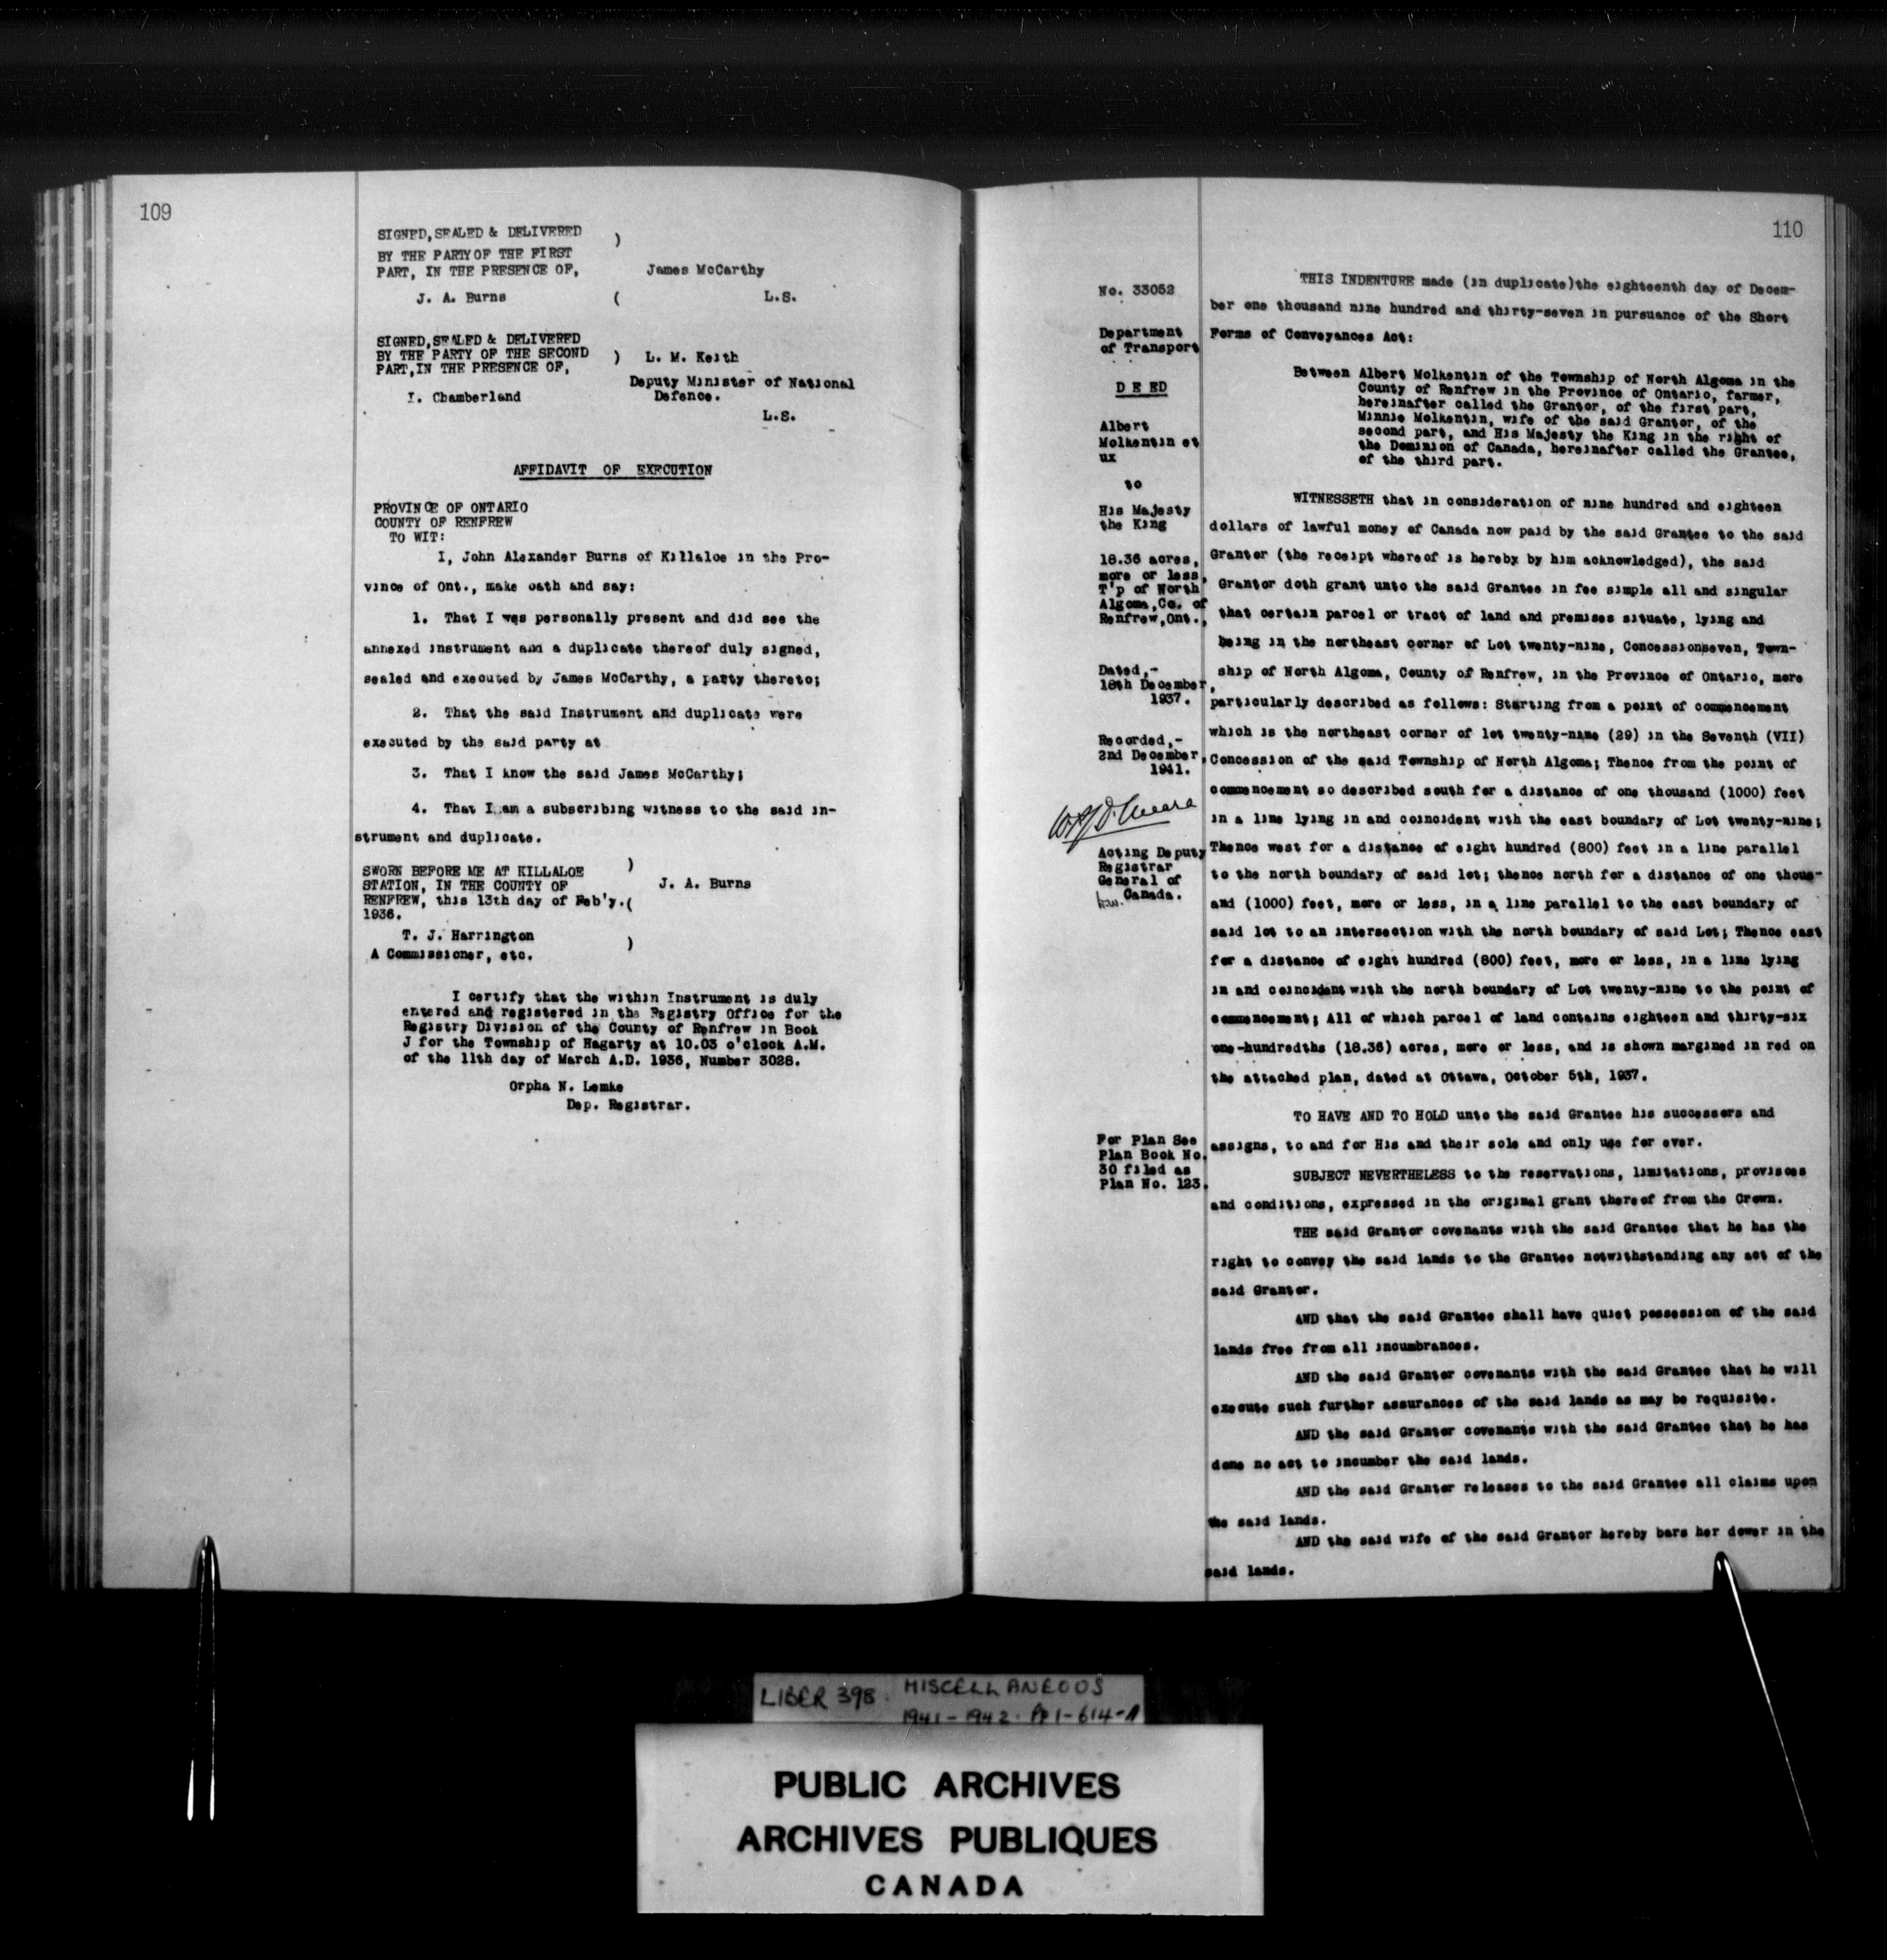 109
SIGNED, SEALED & DELIVERED )
BY THE PARTY OF THE FIRST
PART, IN THE PRESENCE OF, James McCarthy
J. A. Burns ( L.S.
SIGNED, SEALED & DELIVERED
BY THE PARTY OF THE SECOND ) L. M. Keith
PART, IN THE PRESENCE OF,
Deputy Minister of National
I. Chamberland Defence.
L.S.
AFFIDAVIT OF EXECUTION
PROVINCE OF ONTARIO
COUNTY OF RENFREW
TO WIT:
I, John Alexander Burns of Killaloe in the Pro-
vince of Ont., make oath and say:
1. That I was personally present and did see the
annexed instrument and a duplicate thereof duly signed,
sealed and executed by James McCarthy, a party thereto;
2. That the said Instrument and duplicate were
executed by the said party at
3. That I know the said James McCarthy;
4. That I am a subscribing witness to the said in-
strument and duplicate.
SWORN BEFORE ME AT KILLALOE )
STATION, IN THE COUNTY OF J. A. Burns
RENFREW, this 13th day of Feb'y. (
1936.
T. J. Harrington )
A Commissioner, etc.
I certify that the within Instrument is duly
entered and registered in the Registry Office for the
Registry Division of the County of Renfrew in Book
J for the Township of Hagarty at 10.03 o'clock A.M.
of the 11th day of March A.D. 1936, Number 3028.
Orpha N. Lemke
Dep. Registrar.
110
No. 33052
Department
of Transport
DEED
Albert
Molkentin et
ux
to
His Majesty
the King
18.36 acres,
more or less,
T'p of North
Algoma, Co. of
Renfrew, Ont.,
Dated,-
18th December,
1937.
Recorded,-
2nd December,
1941.
Acting Deputy
Registrar
General of
Canada.
For Plan See
Plan Book No.
30 filed as
Plan No. 123.
THIS INDENTURE made (in duplicate) the eighteenth day of Decem-
ber one thousand nine hundred and thirty-seven in pursuance of the Short
Forms of Conveyances Act:
Between Albert Molkentin of the Township of North Algoma in the
County of Renfrew in the Province of Ontario, farmer,
hereinafter called the Grantor, of the first part,
Minnie Molkentin, wife of the said Grantor, of the
second part, and His Majesty the King in the right of
the Dominion of Canada, hereinafter called the Grantee,
of the third part.
WITNESSETH that in consideration of nine hundred and eighteen
dollars of lawful money of Canada now paid by the said Grantee to the said
Grantor (the receipt whereof is hereby by him acknowledged), the said
Grantor doth grant unto the said Grantee in fee simple all and singular
that certain parcel or tract of land and premises situate, lying and
being in the northeast corner of Lot twenty-nine, Concessionseven, Town-
ship of North Algoma, County of Renfrew, in the Province of Ontario, more
particularly described as follows: Starting from a point of commencement
which is the northeast corner of lot twenty-nine (29) in the Seventh (VII)
Concession of the said Township of North Algoma; Thence from the point of
commencement so described south for a distance of one thousand (1000) feet
in a line lying in and coincident with the east boundary of Lot twenty-nine;
Thence west for a distance of eight hundred (800) feet in a line parallel
to the north boundary of said lot; thence north for a distance of one thous-
and (1000) feet, more or less, in a line parallel to the east boundary of
said lot to an intersection with the north boundary of said Lot; Thence east
for a distance of eight hundred (800) feet, more or less, in a line lying
in and coincident with the north boundary of Lot twenty-nine to the point of
commencement; All of which parcel of land contains eighteen and thirty-six
one-hundredths (18.36) acres, more or less, and is shown margined in red on
the attached plan, dated at Ottawa, October 5th, 1937.
TO HAVE AND TO HOLD unto the said Grantee his successors and
assigns, to and for His and their sole and only use for ever.
SUBJECT NEVERTHELESS to the reservations, limitations, provisoes
and conditions, expressed in the original grant thereof from the Crown.
THE said Grantor covenants with the said Grantee that he has the
right to convey the said lands to the Grantee notwithstanding any act of the
said Grantor.
AND that the said Grantee shall have quiet possession of the said
lands free from all incumbrances.
AND the said Grantor covenants with the said Grantee that he will
execute such further assurances of the said lands as may be requisite.
AND the said Grantor covenants with the said Grantee that he has
done no act to incumber the said lands.
AND the said Grantor releases to the said Grantee all claims upon
the said lands.
AND the said wife of the said Grantor hereby bars her dower in the
said lands.
LIBER 398. MISCELLANEOUS
1941-1942. Pp 1-614-A
PUBLIC ARCHIVES
ARCHIVES PUBLIQUES
CANADA